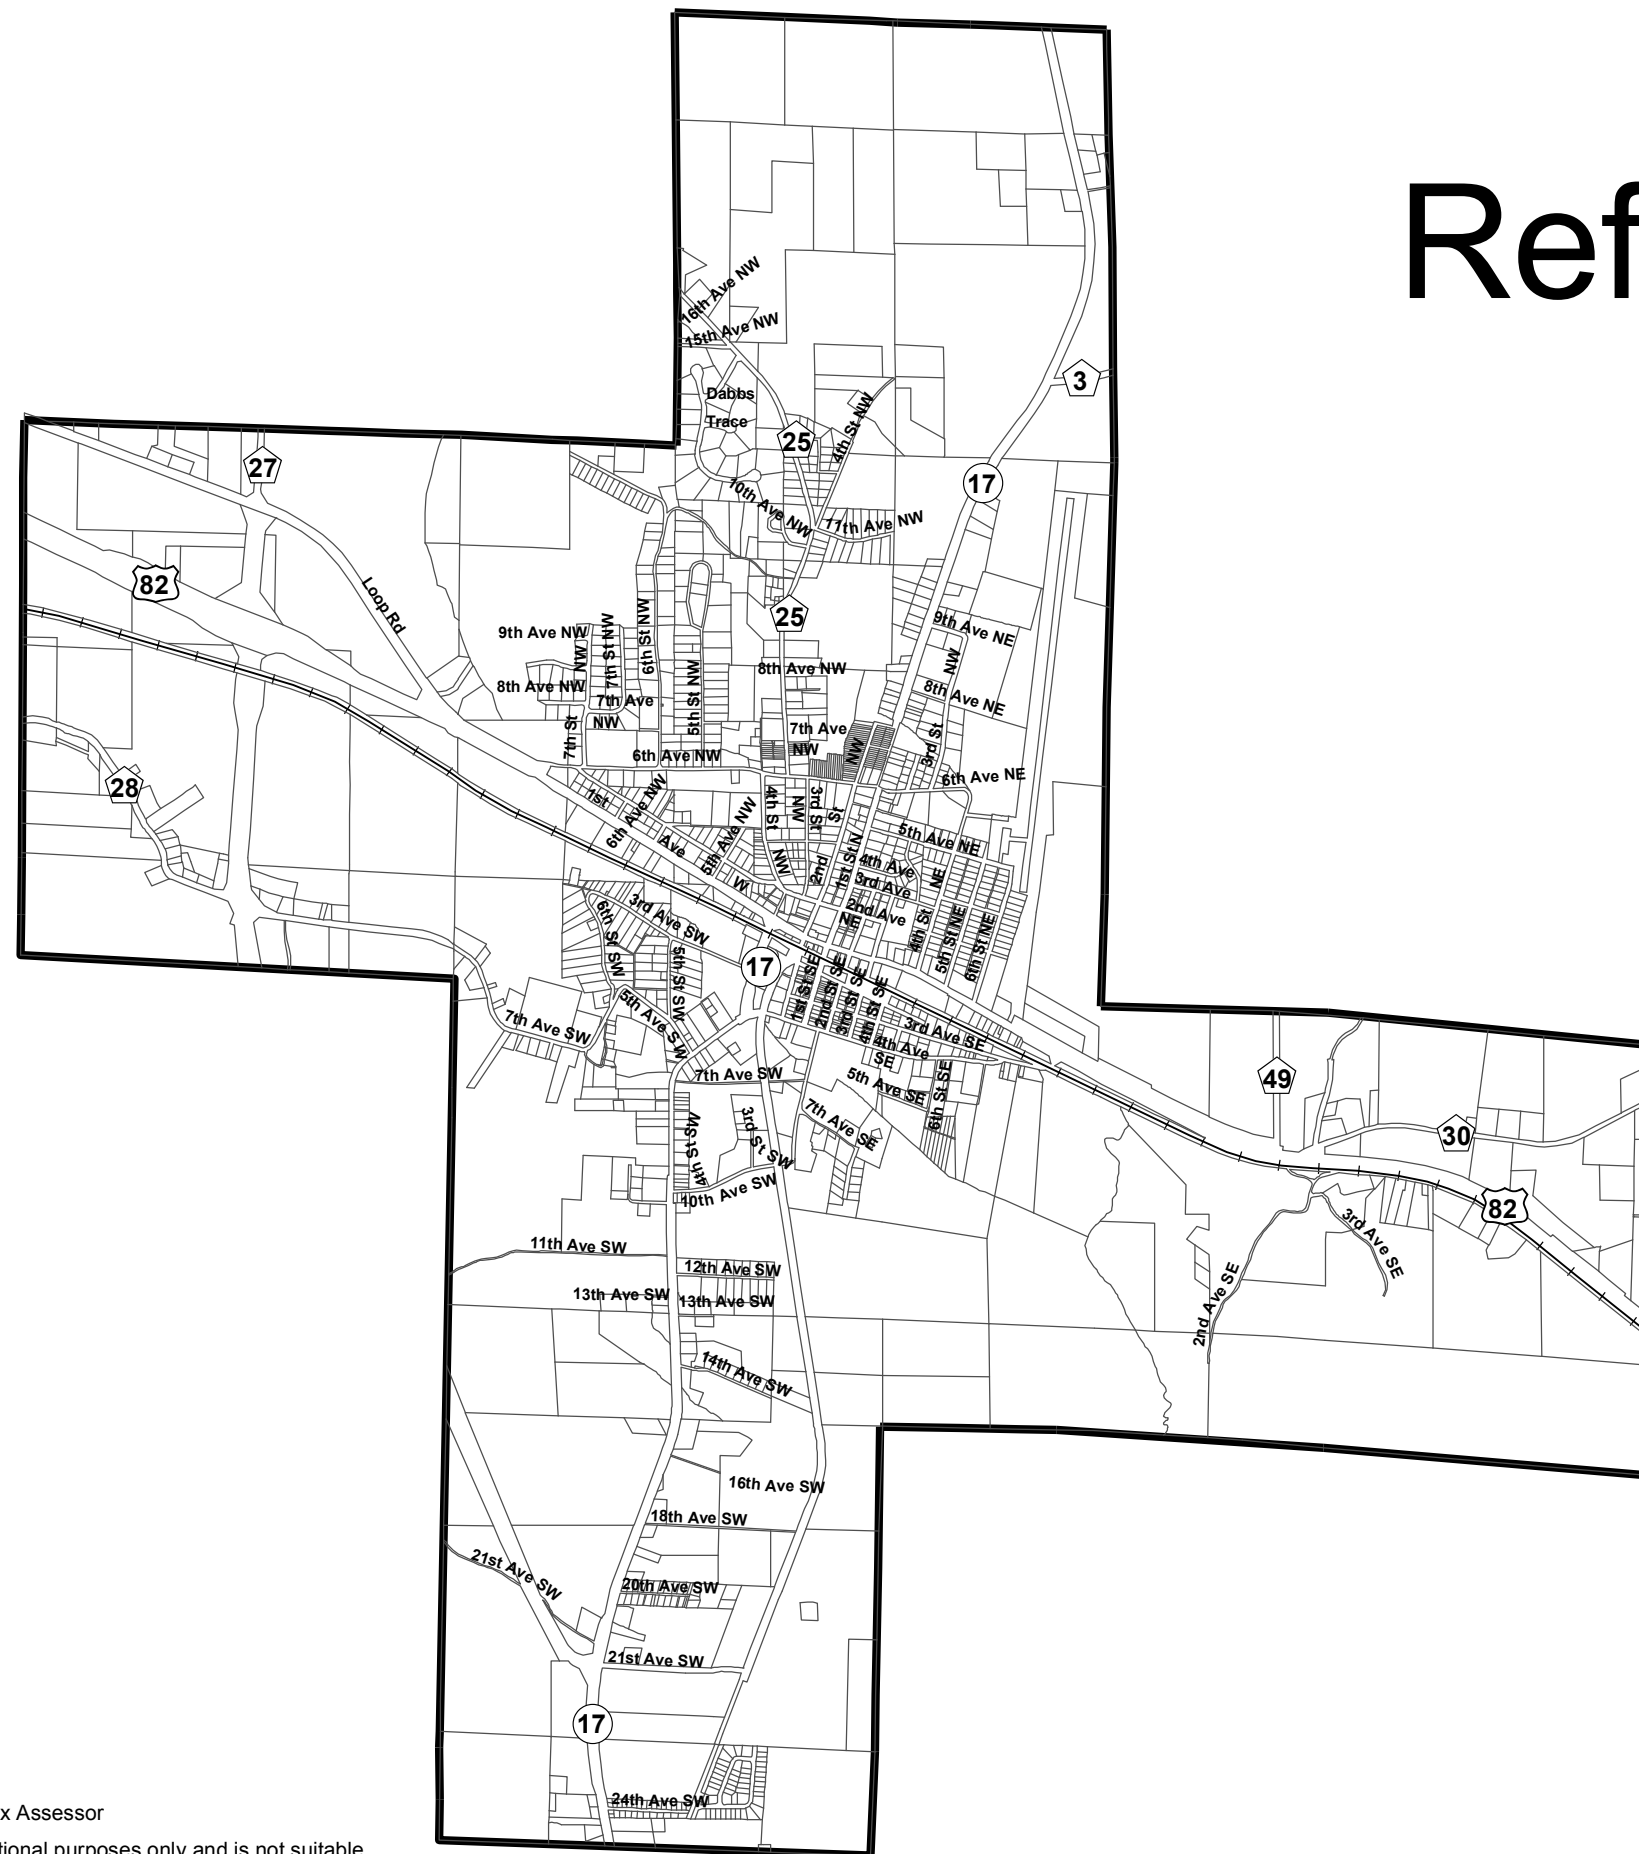 Ref
16th Ave NW
15th Ave NW
3
Dabbs
Trace
25
4th St NW
27
17
10th Ave NW
11th Ave NW
82
Loop Rd
25
9th Ave NW
NW
7th St NW
6th St NW
9th Ave NE
NW
8th Ave NW
8th Ave NW
5th St NW
8th Ave NE
7th Ave
NW
7th St
7th Ave
NW
NW
3rd St
6th Ave NW
6th Ave NE
28
1st
Ave
W
6th Ave NW
5th Ave NW
4th St
NW
NW
3rd St
St
2nd
1st St N
5th Ave NE
4th Ave
3rd Ave
NE
2nd Ave
NE
4th St
5th St NE
6th St NE
6th St SW
3rd Ave SW
5th St SW
17
1st St SE
2nd St SE
3rd St SE
4th St SE
5th Ave SW
7th Ave SW
3rd Ave SE
4th Ave
SE
7th Ave SW
5th Ave SE
6th St SE
49
30
7th Ave SE
4th St SW
3rd St SW
10th Ave SW
82
3rd Ave SE
2nd Ave SE
11th Ave SW
12th Ave SW
13th Ave SW
13th Ave SW
14th Ave SW
16th Ave SW
18th Ave SW
21st Ave SW
20th Ave SW
21st Ave SW
17
24th Ave SW
x Assessor
tional purposes only and is not suitable